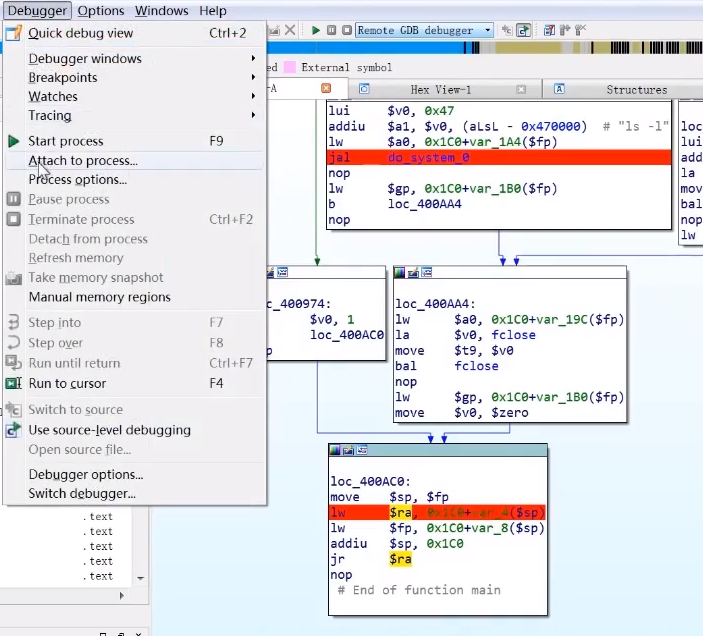 Debugger Options Windows Help
Quick debug view Ctrl+2
Remote GDB debugger
Debugger windows
Breakpoints
Watches
Tracing
Start process F9
Attach to process...
Process options...
Pause process
Terminate process Ctrl+F2
Detach from process
Refresh memory
Take memory snapshot
Manual memory regions
Step into F7
Step over F8
Run until return Ctrl+F7
Run to cursor F4
Switch to source
Use source-level debugging
Open source file...
Debugger options...
Switch debugger...
.text
.text
.text
.text
.text
ed External symbol
-A Hex View-1 A Structures
lui $v0, 0x47
addiu $a1, $v0, (aLsL - 0x470000) # "ls -l"
lw $a0, 0x1C0+var_1A4($fp)
jal do_system_0
nop
lw $gp, 0x1C0+var_1B0($fp)
b loc_400AA4
nop
loc
lui
add
la
mov
bal
nop
lw
c_400974:
$v0, 1
loc_400AC0
p
loc_400AA4:
lw $a0, 0x1C0+var_19C($fp)
la $v0, fclose
move $t9, $v0
bal fclose
nop
lw $gp, 0x1C0+var_1B0($fp)
move $v0, $zero
loc_400AC0:
move $sp, $fp
lw $ra, 0x1C0+var_4($sp)
lw $fp, 0x1C0+var_8($sp)
addiu $sp, 0x1C0
jr $ra
nop
# End of function main